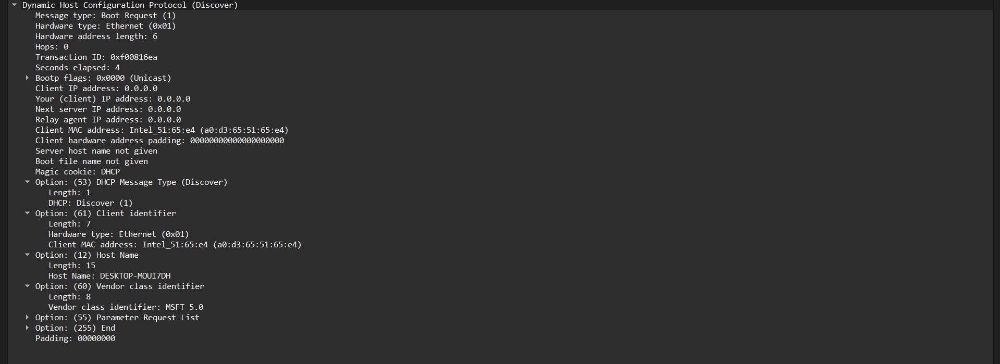 Dynamic Host Configuration Protocol (Discover)
Message type: Boot Request (1)
Hardware type: Ethernet (0x01)
Hardware address length: 6
Hops: 0
Transaction ID: 0xf00816ea
Seconds elapsed: 4
Bootp flags: 0x0000 (Unicast)
Client IP address: 0.0.0.0
Your (client) IP address: 0.0.0.0
Next server IP address: 0.0.0.0
Relay agent IP address: 0.0.0.0
Client MAC address: Intel_51:65:e4 (a0:d3:65:51:65:e4)
Client hardware address padding: 00000000000000000000
Server host name not given
Boot file name not given
Magic cookie: DHCP
Option: (53) DHCP Message Type (Discover)
Length: 1
DHCP: Discover (1)
Option: (61) Client identifier
Length: 7
Hardware type: Ethernet (0x01)
Client MAC address: Intel_51:65:e4 (a0:d3:65:51:65:e4)
Option: (12) Host Name
Length: 15
Host Name: DESKTOP-MOUI7DH
Option: (60) Vendor class identifier
Length: 8
Vendor class identifier: MSFT 5.0
Option: (55) Parameter Request List
Option: (255) End
Padding: 00000000